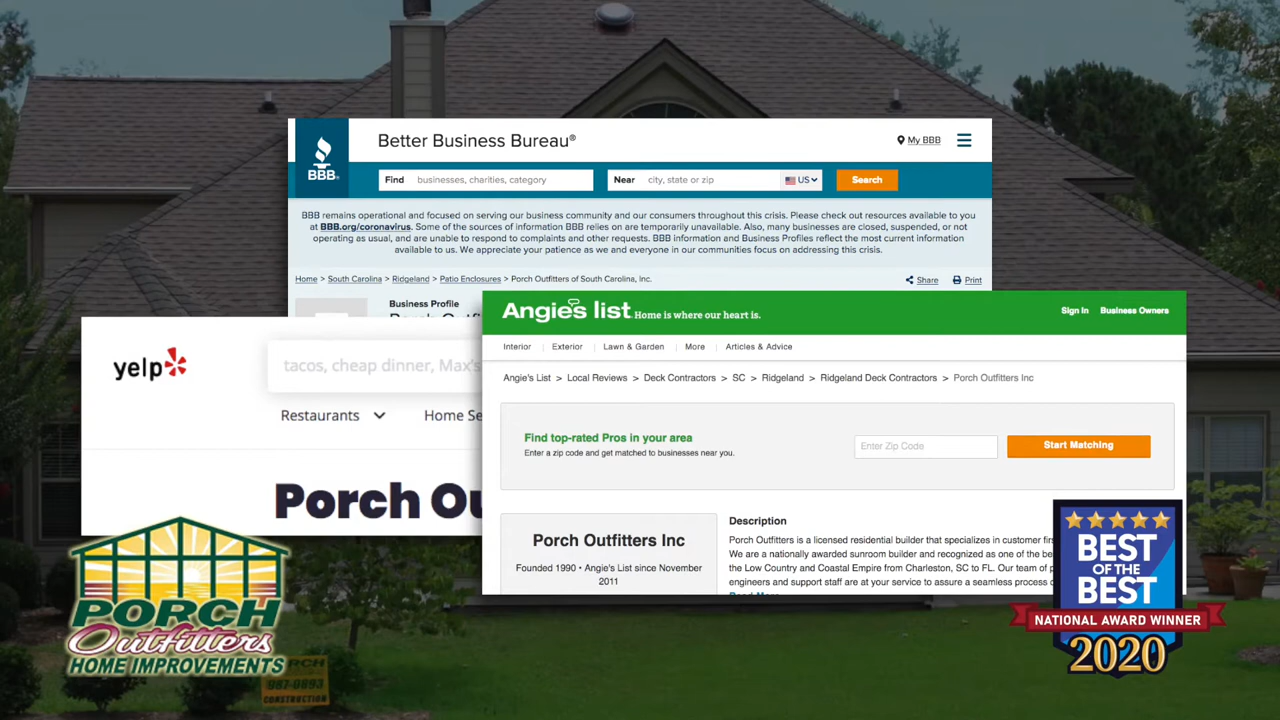 BBB.
Better Business Bureau®
My BBB
Find businesses, charities, category
Near city, state or zip
US
Search
BBB remains operational and focused on serving our business community and our consumers throughout this crisis. Please check out resources available to you
at BBB.org/coronavirus. Some of the sources of information BBB relies on are temporarily unavailable. Also, many businesses are closed, suspended, or not
operating as usual, and are unable to respond to complaints and other requests. BBB information and Business Profiles reflect the most current information
available to us. We appreciate your patience as we and everyone in our communities focus on addressing this crisis.
Home > South Carolina > Ridgeland > Patio Enclosures > Porch Outfitters of South Carolina, Inc.
Share
Print
Business Profile
Angie's list. Home is where our heart is.
Sign In
Business Owners
Interior
Exterior
Lawn & Garden
More
Articles & Advice
Angie's List > Local Reviews > Deck Contractors > SC > Ridgeland > Ridgeland Deck Contractors > Porch Outfitters Inc
Find top-rated Pros in your area
Enter a zip code and get matched to businesses near you.
Enter Zip Code
Start Matching
Porch Outfitters Inc
Founded 1990 • Angie's List since November
2011
Description
Porch Outfitters is a licensed residential builder that specializes in customer
We are a nationally awarded sunroom builder and recognized as one of the
the Low Country and Coastal Empire from Charleston, SC to FL. Our team of
engineers and support staff are at your service to assure a seamless process
yelp
tacos, cheap dinner, Max's
Restaurants
Home Se
Porch Ou
PORCH
Outfitters
HOME IMPROVEMENTS
987-0893
CONSTRUCTION
BEST
OF THE
BEST
NATIONAL AWARD WINNER
2020